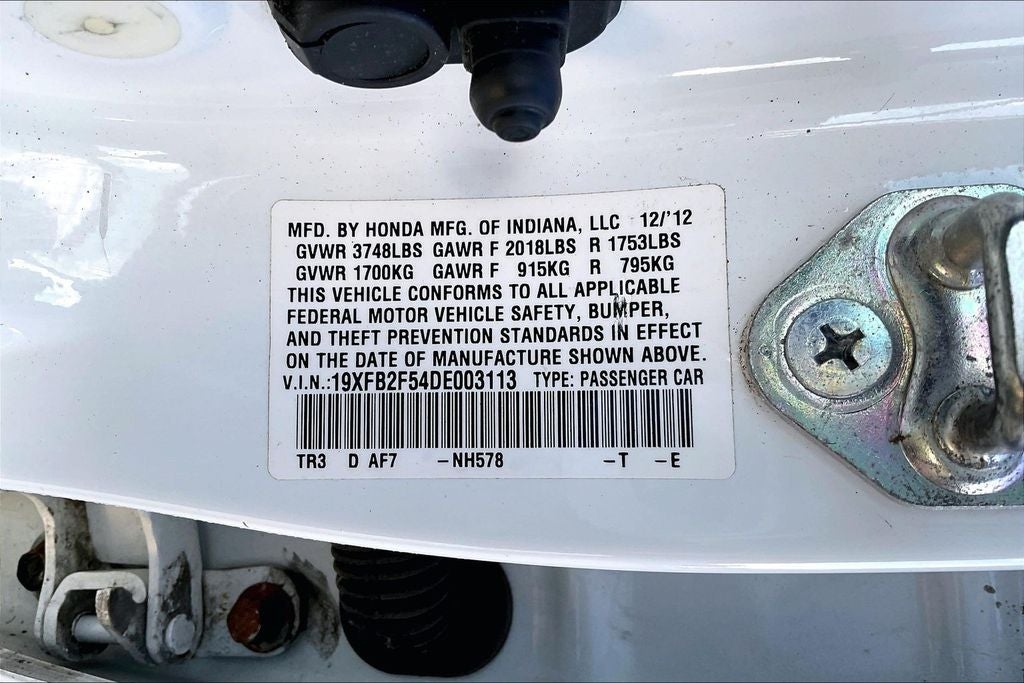 MFD. BY HONDA MFG. OF INDIANA, LLC 12/'12
GVWR 3748LBS GAWR F 2018LBS R 1753LBS
GVWR 1700KG GAWR F 915KG R 795KG
THIS VEHICLE CONFORMS TO ALL APPLICABLE
FEDERAL MOTOR VEHICLE SAFETY, BUMPER,
AND THEFT PREVENTION STANDARDS IN EFFECT
ON THE DATE OF MANUFACTURE SHOWN ABOVE.
V.I.N.:19XFB2F54DE003113 TYPE: PASSENGER CAR
TR3 D AF7 -NH578 -T -E